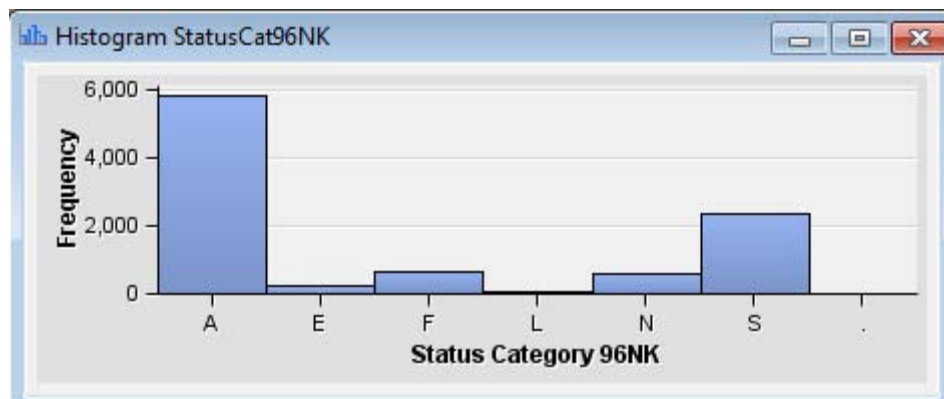 Histogram StatusCat96NK
6,000
4,000
2,000
0
Frequency
A E F L N S .
Status Category 96NK